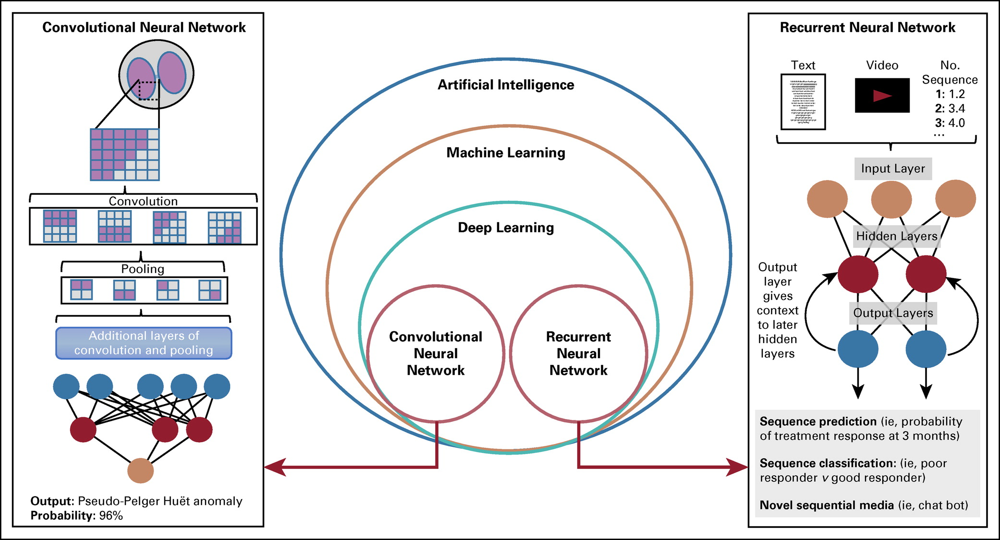 Convolutional Neural Network
Convolution
Pooling
Additional layers of
convolution and pooling
Output: Pseudo-Pelger Huët anomaly
Probability: 96%
Artificial Intelligence
Machine Learning
Deep Learning
Convolutional
Neural
Network
Recurrent
Neural
Network
Recurrent Neural Network
Text
Video
No.
Sequence
1: 1.2
2: 3.4
3: 4.0
...
Input Layer
Hidden Layers
Output
layer
gives
context
to later
hidden
layers
Output Layers
Sequence prediction (ie, probability
of treatment response at 3 months)
Sequence classification: (ie, poor
responder v good responder)
Novel sequential media (ie, chat bot)